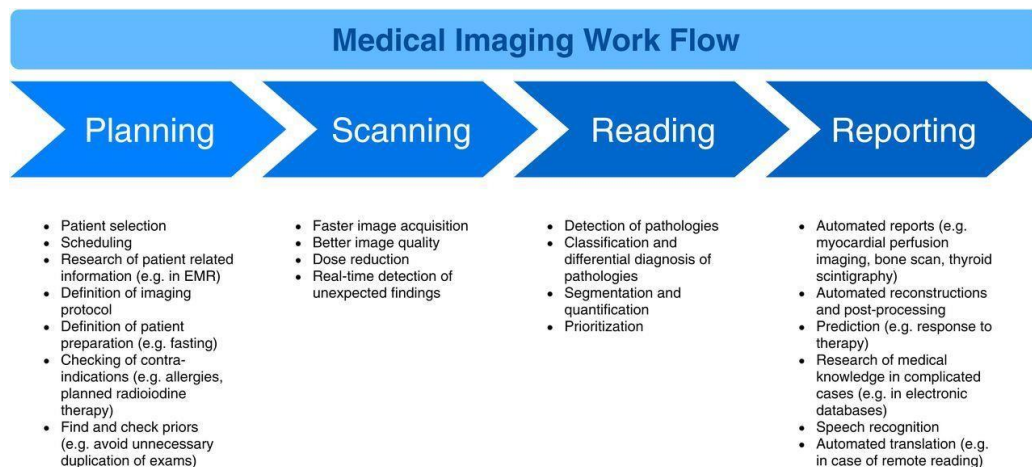 Medical Imaging Work Flow
Planning
Scanning
Reading
Reporting
• Patient selection
• Scheduling
• Research of patient related
information (e.g. in EMR)
• Definition of imaging
protocol
• Definition of patient
preparation (e.g. fasting)
• Checking of contra-
indications (e.g. allergies,
planned radioiodine
therapy)
• Find and check priors
(e.g. avoid unnecessary
duplication of exams)
• Faster image acquisition
• Better image quality
• Dose reduction
• Real-time detection of
unexpected findings
• Detection of pathologies
• Classification and
differential diagnosis of
pathologies
• Segmentation and
quantification
• Prioritization
• Automated reports (e.g.
myocardial perfusion
imaging, bone scan, thyroid
scintigraphy)
• Automated reconstructions
and post-processing
• Prediction (e.g. response to
therapy)
• Research of medical
knowledge in complicated
cases (e.g. in electronic
databases)
• Speech recognition
• Automated translation (e.g.
in case of remote reading)